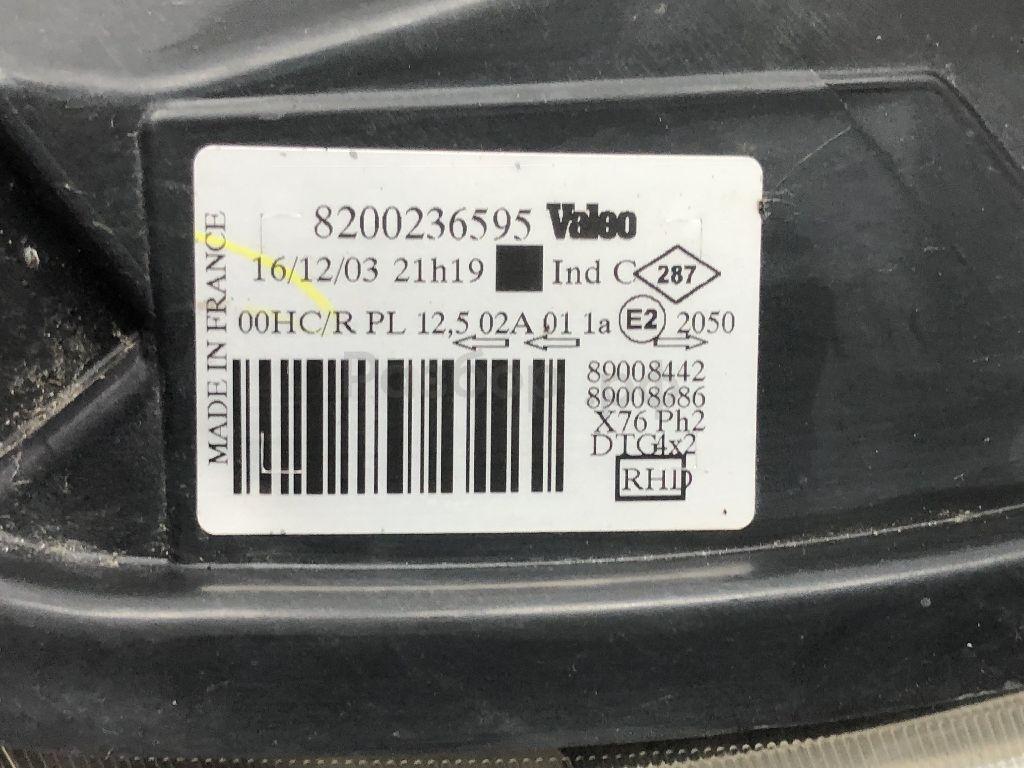 MADE IN FRANCE
8200236595 Valeo
16/12/03 21h19 Ind C 287
00HC/R PL 12,5 02A 01 1a E2 2050
89008442
89008686
X76 Ph2
DTG4x2